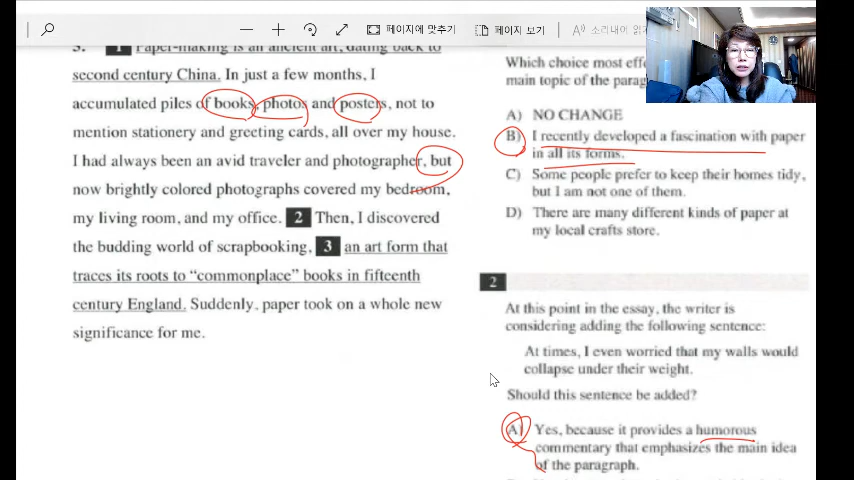 페이지에 맞추기
페이지 보기
소리내어 읽
1 Paper-making is an ancient art, dating back to
second century China. In just a few months, I
accumulated piles of books, photos and posters, not to
mention stationery and greeting cards, all over my house.
I had always been an avid traveler and photographer, but
now brightly colored photographs covered my bedroom,
my living room, and my office. 2 Then, I discovered
the budding world of scrapbooking, 3 an art form that
traces its roots to “commonplace” books in fifteenth
century England. Suddenly, paper took on a whole new
significance for me.
Which choice most
main topic of the
A) NO CHANGE
B) I recently developed a fascination with paper
in all its forms.
C) Some people prefer to keep their homes tidy,
but I am not one of them.
D) There are many different kinds of paper at
my local crafts store.
2
At this point in the essay, the writer is
considering adding the following sentence:
At times, I even worried that my walls would
collapse under their weight.
Should this sentence be added?
A) Yes, because it provides a humorous
commentary that emphasizes the main idea
of the paragraph.